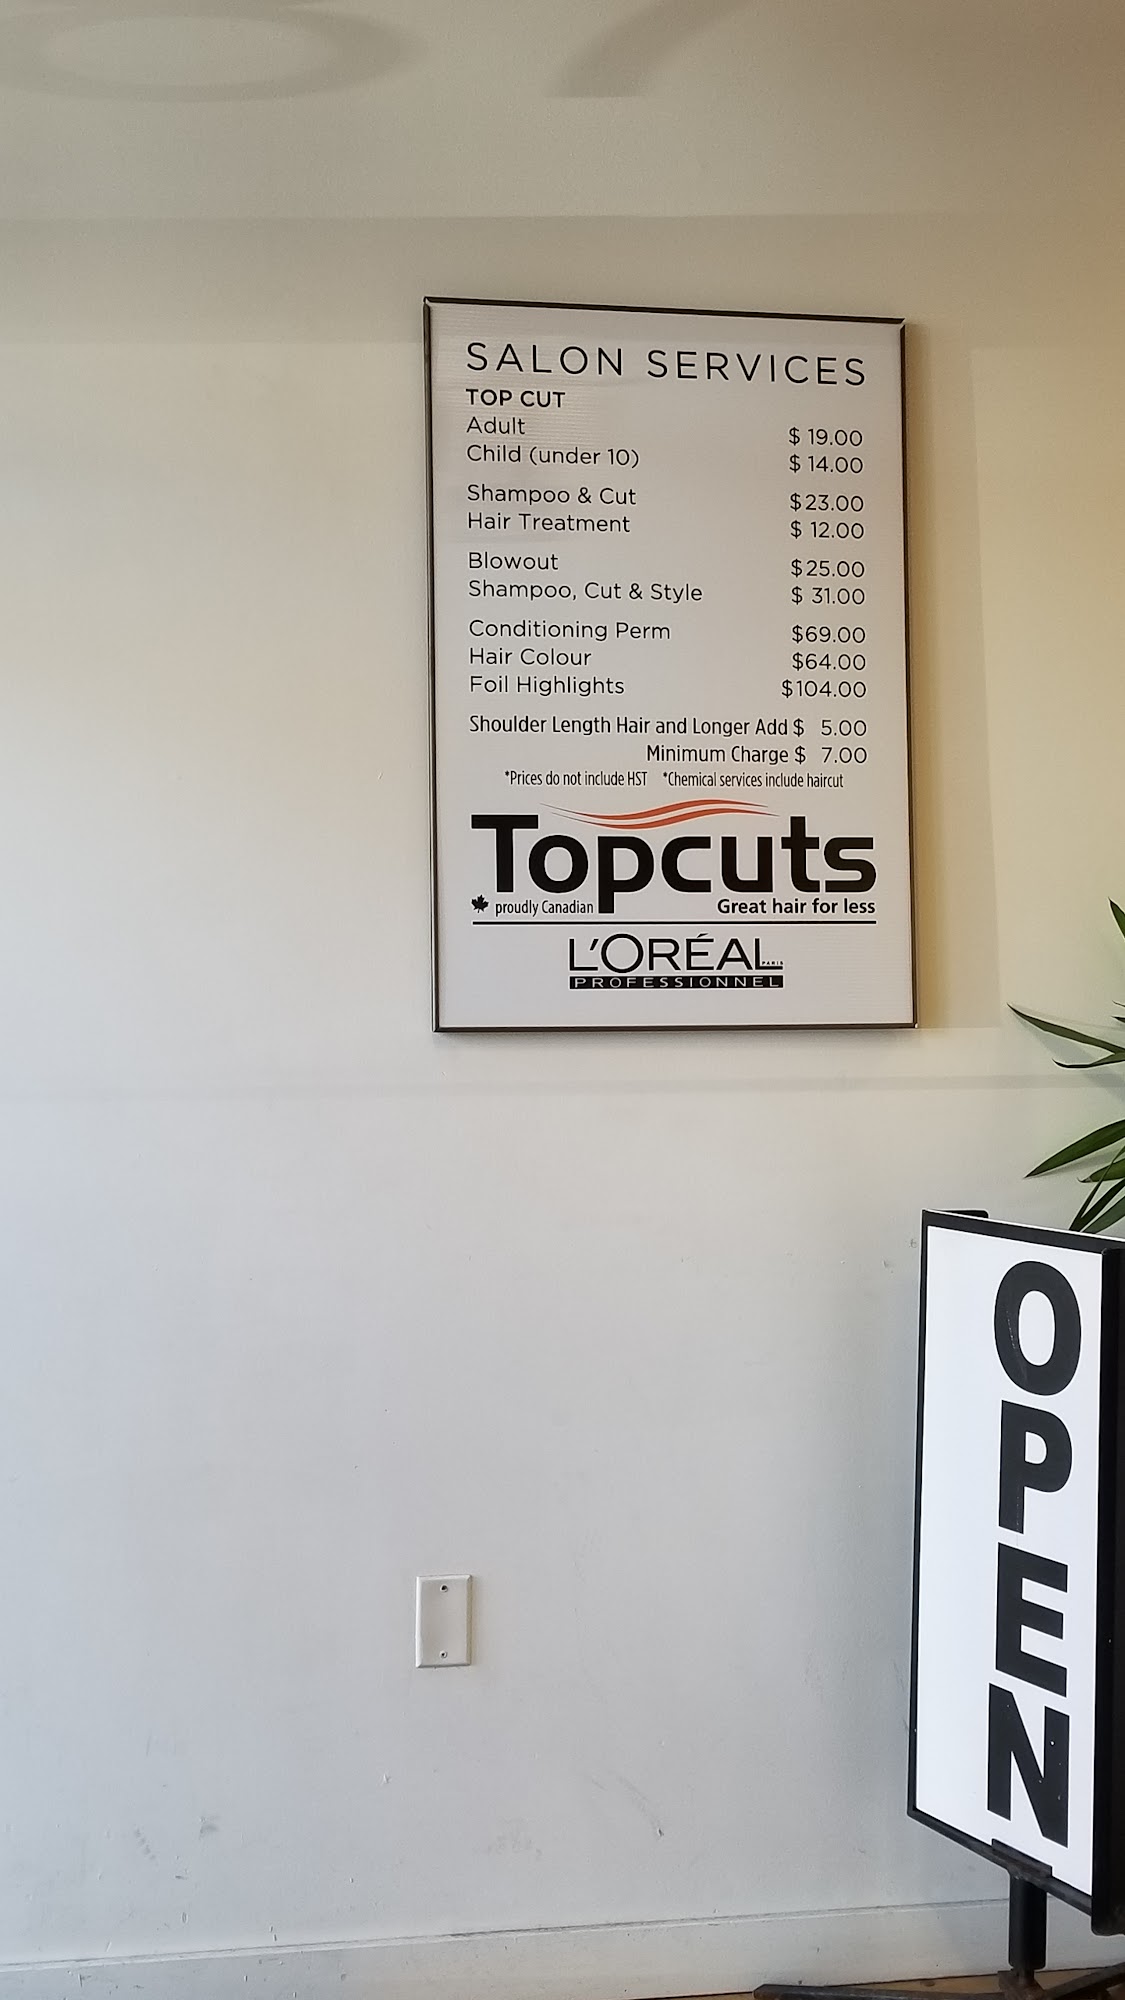 SALON SERVICES
TOP CUT
Adult $ 19.00
Child (under 10) $ 14.00
Shampoo & Cut $23.00
Hair Treatment $ 12.00
Blowout $25.00
Shampoo, Cut & Style $ 31.00
Conditioning Perm $69.00
Hair Colour $64.00
Foil Highlights $104.00
Shoulder Length Hair and Longer Add $ 5.00
Minimum Charge $ 7.00
*Prices do not include HST *Chemical services include haircut
Topcuts
proudly Canadian Great hair for less
L'ORÉAL PARIS
PROFESSIONNEL
OPEN